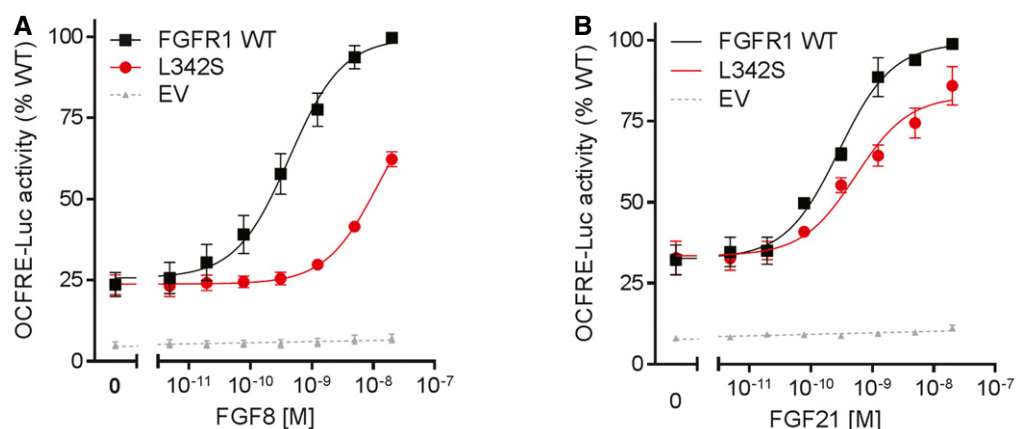 A
OCFRE-Luc activity (% WT)
100
75
50
25
0
FGFR1 WT
L342S
EV
0
10⁻¹¹
10⁻¹⁰
10⁻⁹
10⁻⁸
10⁻⁷
FGF8 [M]
B
OCFRE-Luc activity (% WT)
100
75
50
25
0
FGFR1 WT
L342S
EV
0
10⁻¹¹
10⁻¹⁰
10⁻⁹
10⁻⁸
10⁻⁷
FGF21 [M]